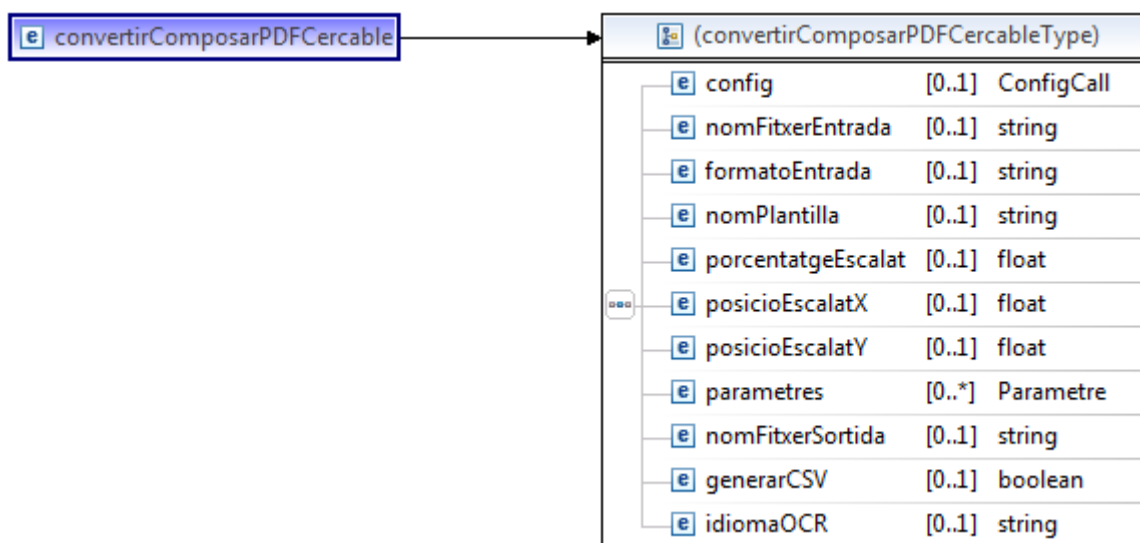 e convertirComposarPDFCercable
(convertirComposarPDFCercableType)
e config [0..1] ConfigCall
e nomFitxerEntrada [0..1] string
e formatoEntrada [0..1] string
e nomPlantilla [0..1] string
e porcentatgeEscalat [0..1] float
e posicioEscalatX [0..1] float
e posicioEscalatY [0..1] float
e parametres [0..*] Parametre
e nomFitxerSortida [0..1] string
e generarCSV [0..1] boolean
e idiomaOCR [0..1] string